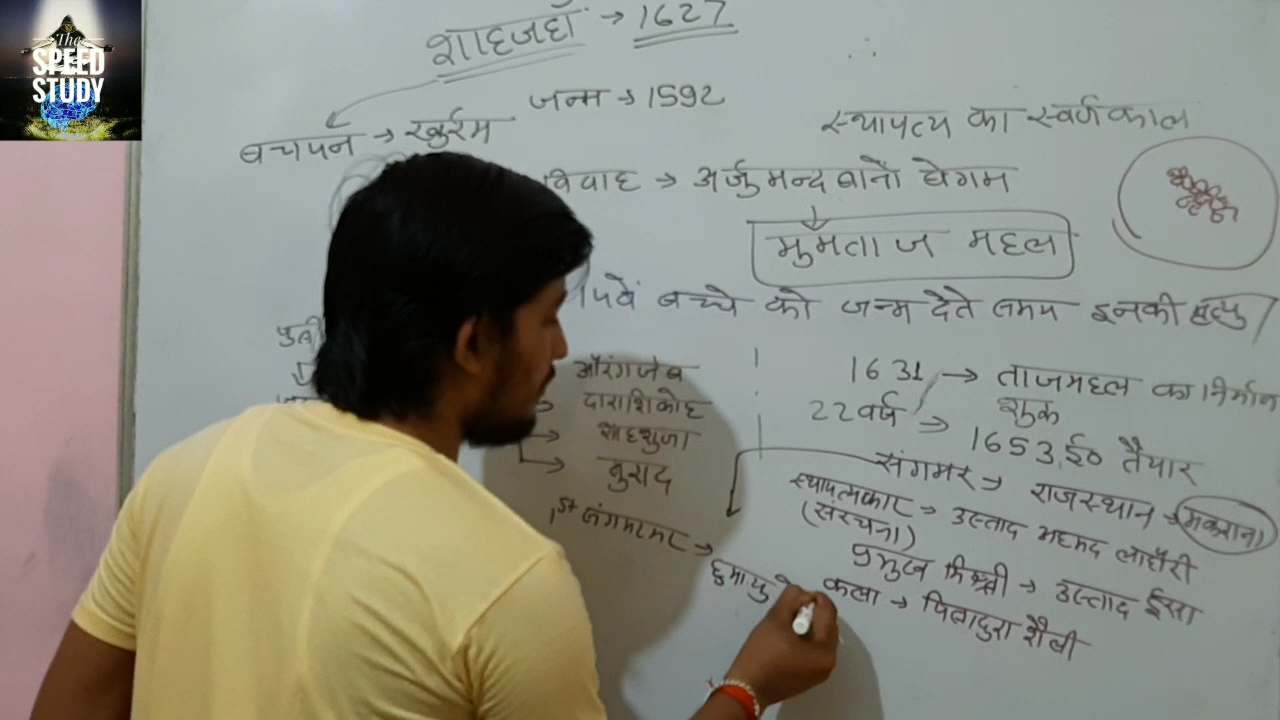 The
SPEED
STUDY
शाहजहाँ → 1627
जन्म → 1592
बचपन → खुर्रम
स्थापत्य का स्वर्णकाल
विवाह → अर्जुमन्द बानों बेगम
मुमताज महल
14वें बच्चे को जन्म देते समय इनकी मृत्यु
औरंगजेब
दाराशिकोह
शाहशुजा
मुराद
1631 → ताजमहल का निर्माण
शुरू
22 वर्ष → 1653 ई० तैयार
संगमर → राजस्थान → मकराना
स्थापत्यकार → उस्ताद अहमद लाहौरी
(संरचना)
प्रमुख मिस्त्री → उस्ताद ईसा
कला → पित्रादुरा शैली
1st संगमरमर →
हुमायु